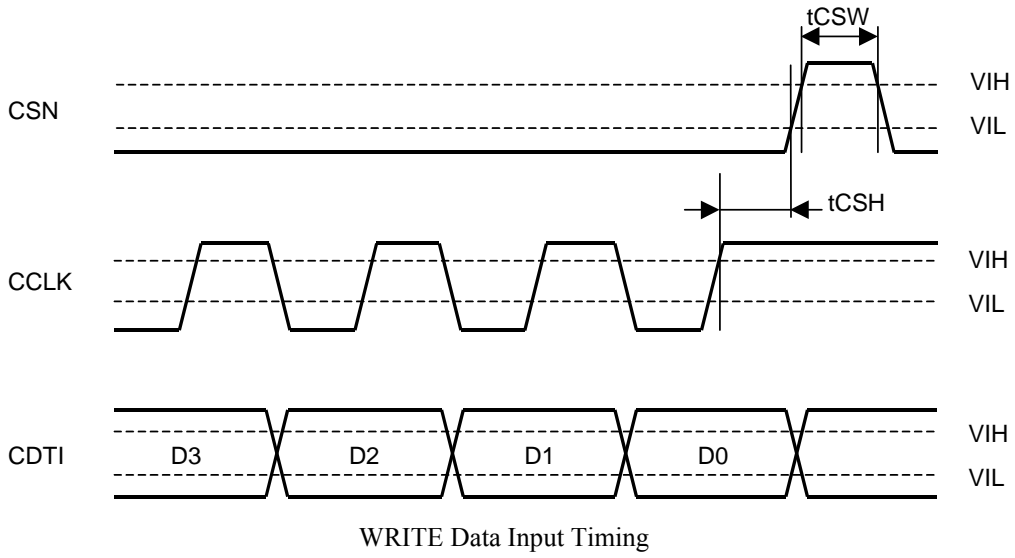 tCSW
CSN
VIH
VIL
tCSH
CCLK
VIH
VIL
CDTI
D3 D2 D1 D0
VIH
VIL
WRITE Data Input Timing